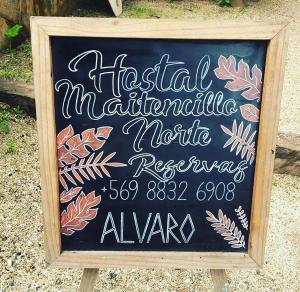 Hostal
Maitencillo
Norte
Reservas
+569 8832 6908
ALVARO